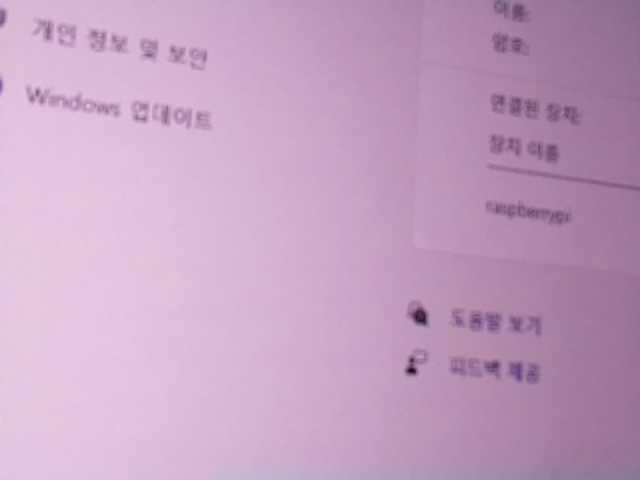 개인 정보 및 보안
Windows 업데이트
이름:
암호:
연결된 장치:
장치 이름
raspberrypi
도움말 보기
피드백 제공